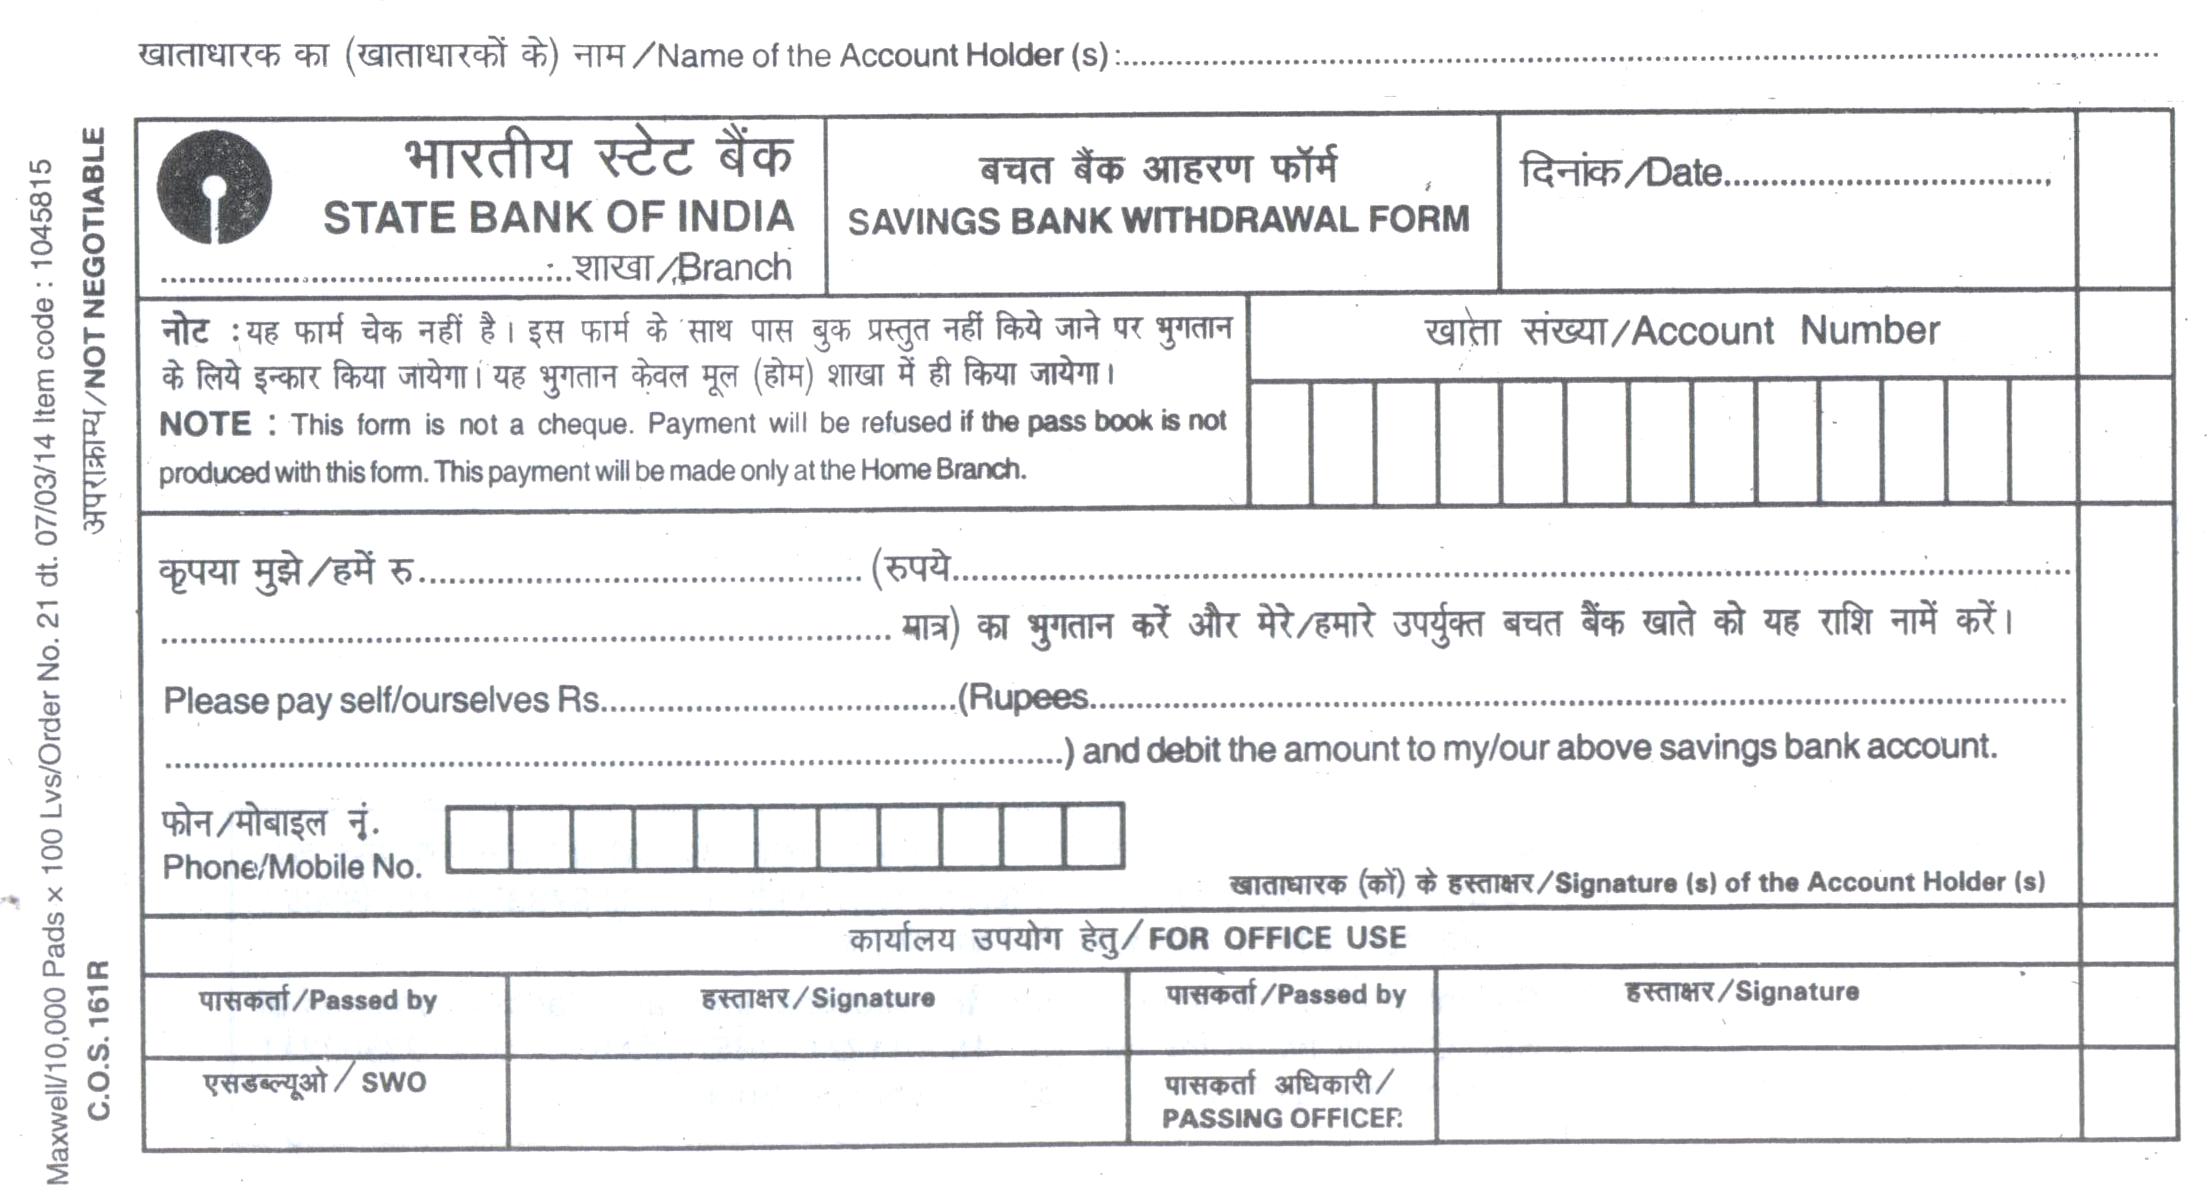 खाताधारक का (खाताधारकों के) नाम /Name of the Account Holder (s):
भारतीय स्टेट बैंक
STATE BANK OF INDIA
शाखा/Branch
बचत बैंक आहरण फॉर्म
SAVINGS BANK WITHDRAWAL FORM
दिनांक/Date
नोट : यह फार्म चेक नहीं है। इस फार्म के साथ पास बुक प्रस्तुत नहीं किये जाने पर भुगतान
के लिये इन्कार किया जायेगा। यह भुगतान केवल मूल (होम) शाखा में ही किया जायेगा।
NOTE : This form is not a cheque. Payment will be refused if the pass book is not
produced with this form. This payment will be made only at the Home Branch.
खाता संख्या/Account Number
कृपया मुझे/हमें रु. (रुपये
मात्र) का भुगतान करें और मेरे/हमारे उपर्युक्त बचत बैंक खाते को यह राशि नामें करें।
Please pay self/ourselves Rs. (Rupees
) and debit the amount to my/our above savings bank account.
फोन/मोबाइल नं.
Phone/Mobile No.
खाताधारक (कों) के हस्ताक्षर/Signature (s) of the Account Holder (s)
कार्यालय उपयोग हेतु/FOR OFFICE USE
पासकर्ता/Passed by हस्ताक्षर/Signature पासकर्ता/Passed by हस्ताक्षर/Signature
एसडब्ल्यूओ/SWO पासकर्ता अधिकारी/
PASSING OFFICER
अपराक्राम्य/NOT NEGOTIABLE
C.O.S. 161R
Maxwell/10,000 Pads × 100 Lvs/Order No. 21 dt. 07/03/14 Item code : 1045815